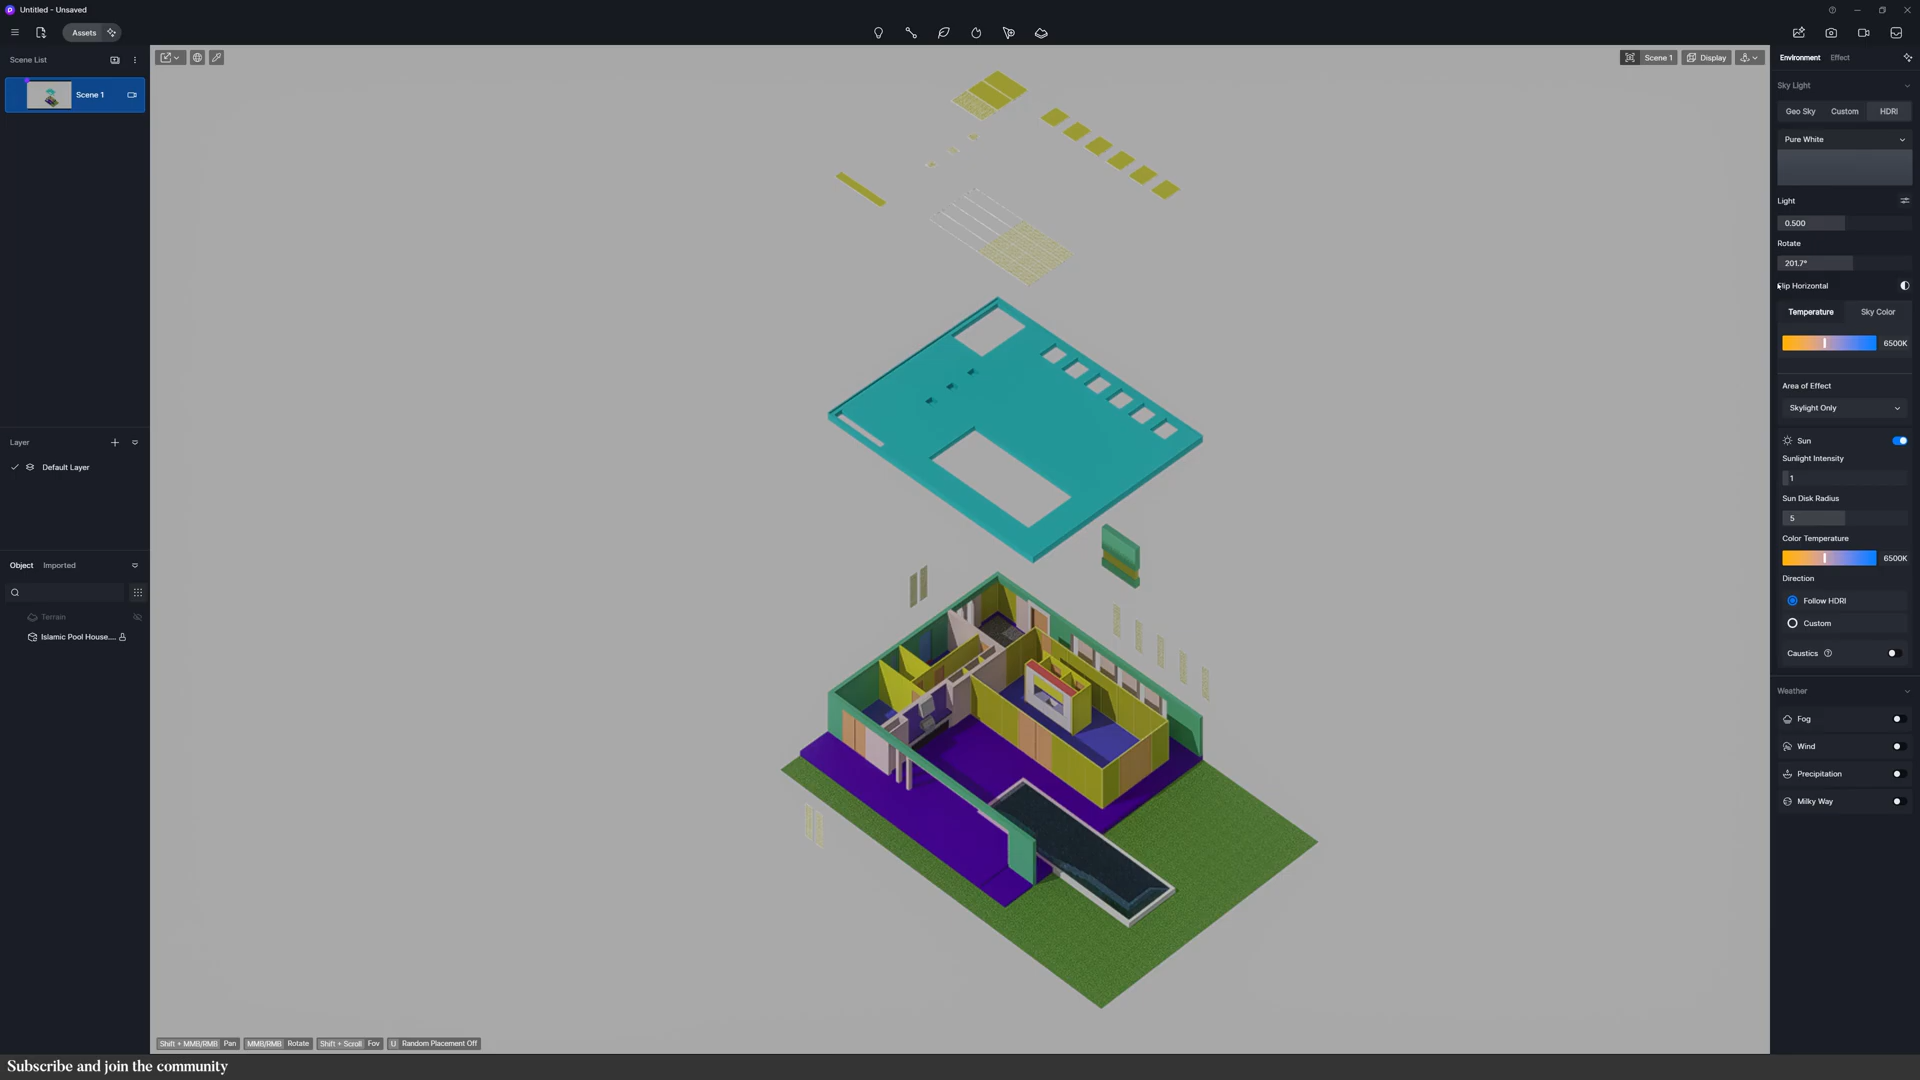 Untitled - Unsaved
Assets
Scene List
Scene 1
Layer
Default Layer
Object
Imported
Terrain
Islamic Pool House....
Scene 1
Display
Shift + MMB/RMB Pan
MMB/RMB Rotate
Shift + Scroll Fov
U Random Placement Off
Environment
Effect
Sky Light
Geo Sky
Custom
HDRI
Pure White
Light
0.500
Rotate
201.7°
Flip Horizontal
Temperature
Sky Color
6500K
Area of Effect
Skylight Only
Sun
Sunlight Intensity
1
Sun Disk Radius
5
Color Temperature
6500K
Direction
Follow HDRI
Custom
Caustics
Weather
Fog
Wind
Precipitation
Milky Way
Subscribe and join the community